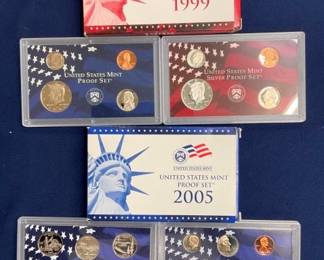 1999
UNITED STATES MINT
PROOF SET
UNITED STATES MINT
SILVER PROOF SET
UNITED STATES MINT
UNITED STATES MINT
PROOF SET
2005